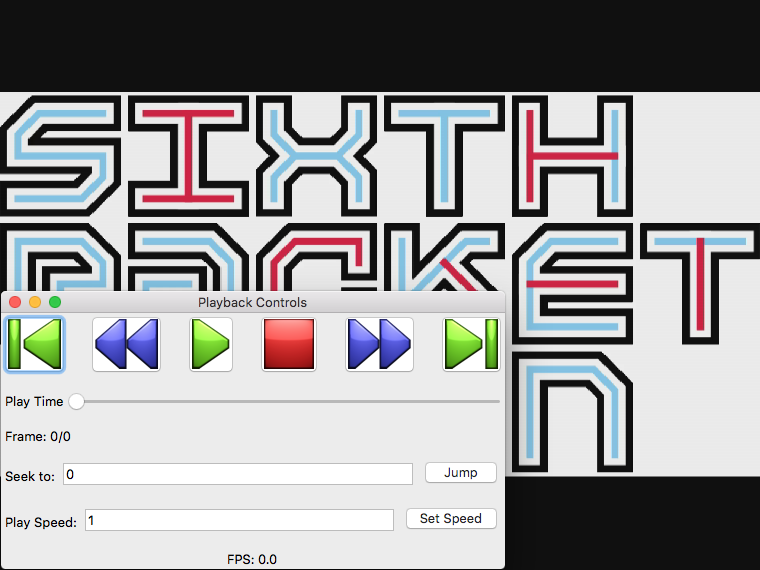 SIXTH
PACKET
Playback Controls
Play Time
Frame: 0/0
Seek to: 0 Jump
Play Speed: 1 Set Speed
FPS: 0.0